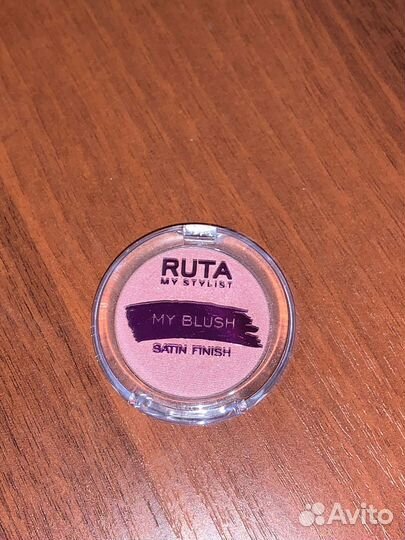 RUTA
MY STYLIST
MY BLUSH
SATIN FINISH
Avito